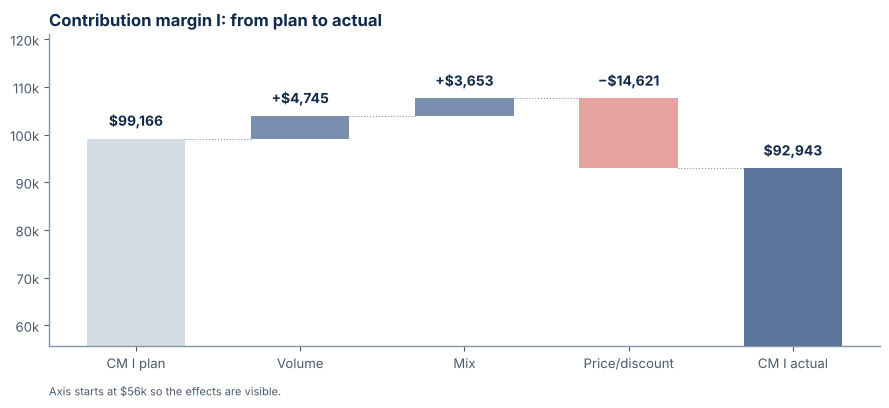 Contribution margin I: from plan to actual
120k
110k
100k
90k
80k
70k
60k
$99,166
+$4,745
+$3,653
−$14,621
$92,943
CM I plan
Volume
Mix
Price/discount
CM I actual
Axis starts at $56k so the effects are visible.